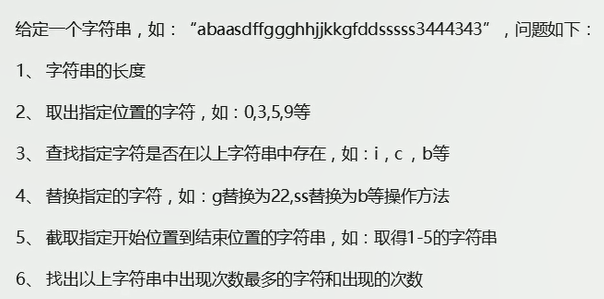 给定一个字符串，如：“abaasdffggghhjjkkgfddsssss3444343”，问题如下：
1、 字符串的长度
2、 取出指定位置的字符，如：0,3,5,9等
3、 查找指定字符是否在以上字符串中存在，如：i，c ，b等
4、 替换指定的字符，如：g替换为22,ss替换为b等操作方法
5、 截取指定开始位置到结束位置的字符串，如：取得1-5的字符串
6、 找出以上字符串中出现次数最多的字符和出现的次数